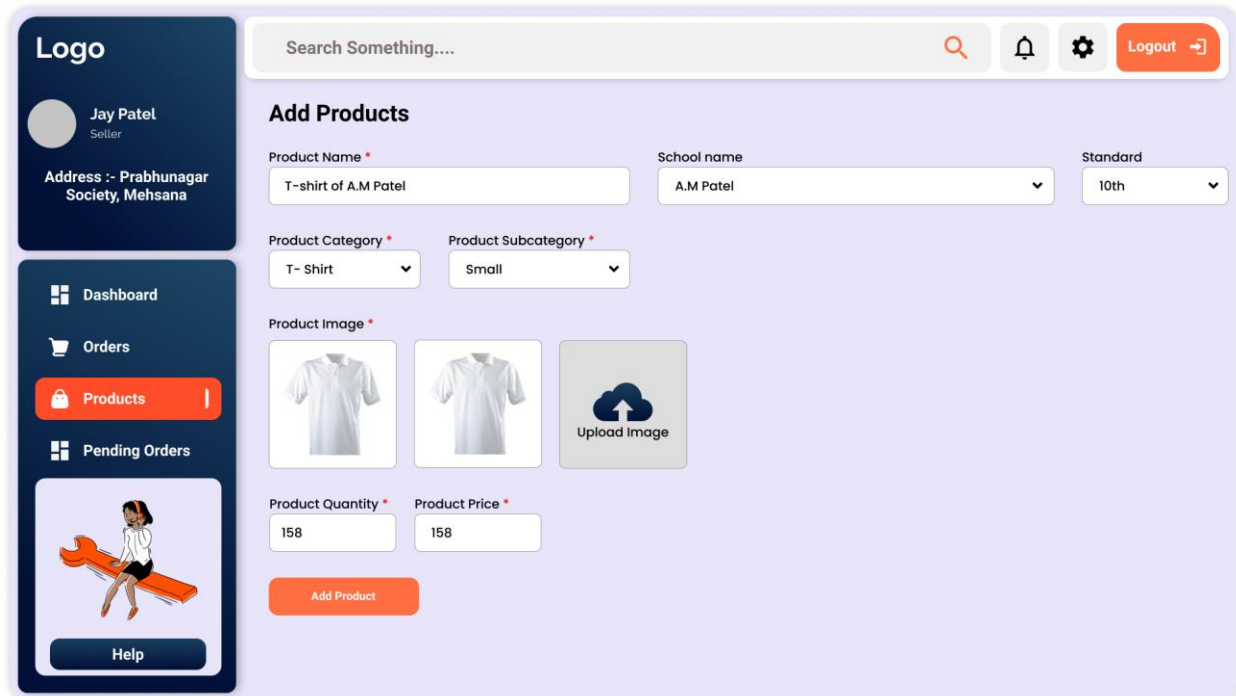 Logo
Jay Patel
Seller
Address :- Prabhunagar
Society, Mehsana
Dashboard
Orders
Products
Pending Orders
Help
Search Something....
Logout
Add Products
Product Name *
School name
Standard
T-shirt of A.M Patel
A.M Patel
10th
Product Category *
Product Subcategory *
T- Shirt
Small
Product Image *
Upload Image
Product Quantity *
Product Price *
158
158
Add Product